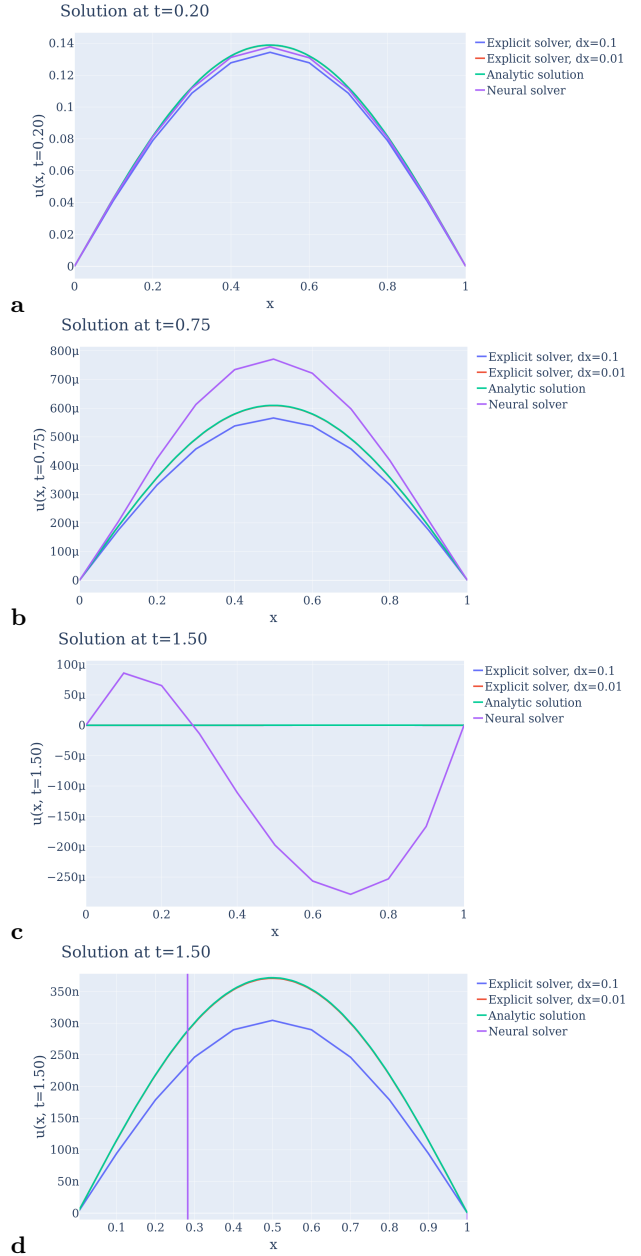 Solution at t=0.20
0.14
0.12
0.1
0.08
0.06
0.04
0.02
0
u(x, t=0.20)
0 0.2 0.4 0.6 0.8 1
x
Explicit solver, dx=0.1
Explicit solver, dx=0.01
Analytic solution
Neural solver
a
Solution at t=0.75
800µ
700µ
600µ
500µ
400µ
300µ
200µ
100µ
0
u(x, t=0.75)
0 0.2 0.4 0.6 0.8 1
x
Explicit solver, dx=0.1
Explicit solver, dx=0.01
Analytic solution
Neural solver
b
Solution at t=1.50
100µ
50µ
0
−50µ
−100µ
−150µ
−200µ
−250µ
u(x, t=1.50)
0 0.2 0.4 0.6 0.8 1
x
Explicit solver, dx=0.1
Explicit solver, dx=0.01
Analytic solution
Neural solver
c
Solution at t=1.50
350n
300n
250n
200n
150n
100n
50n
0
u(x, t=1.50)
0.1 0.2 0.3 0.4 0.5 0.6 0.7 0.8 0.9 1
x
Explicit solver, dx=0.1
Explicit solver, dx=0.01
Analytic solution
Neural solver
d